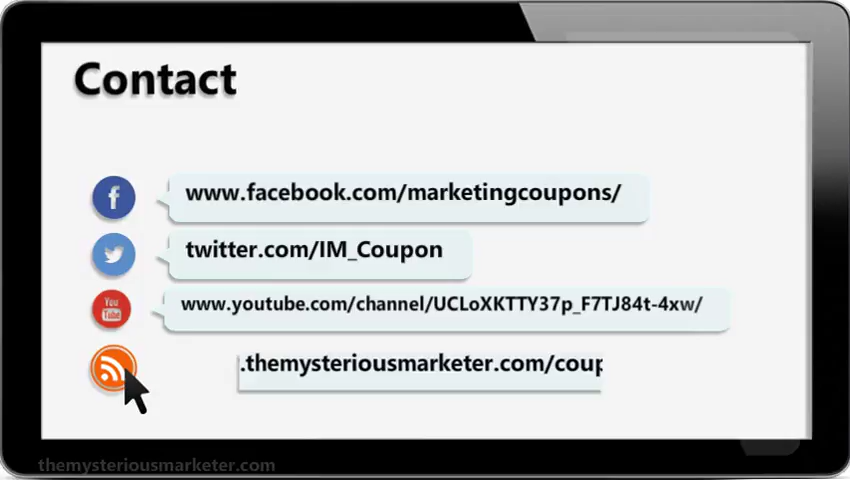 Contact
f
www.facebook.com/marketingcoupons/
twitter.com/IM_Coupon
You
Tube
www.youtube.com/channel/UCLoXKTTY37p_F7TJ84t-4xw/
.themysteriousmarketer.com/coup
themysteriousmarketer.com